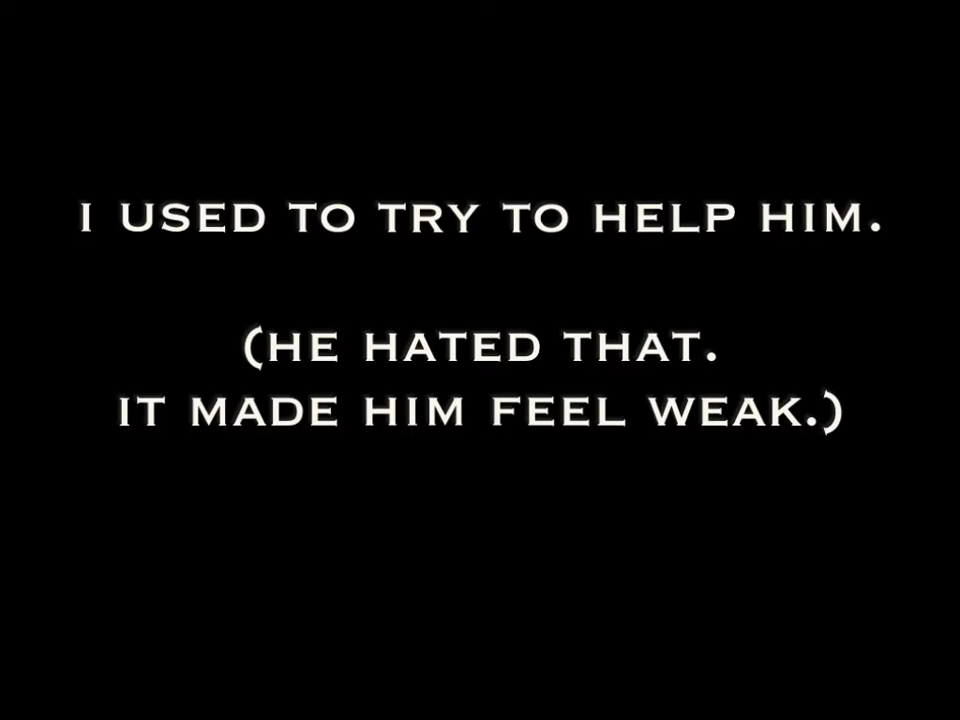 I USED TO TRY TO HELP HIM.
(HE HATED THAT.
IT MADE HIM FEEL WEAK.)